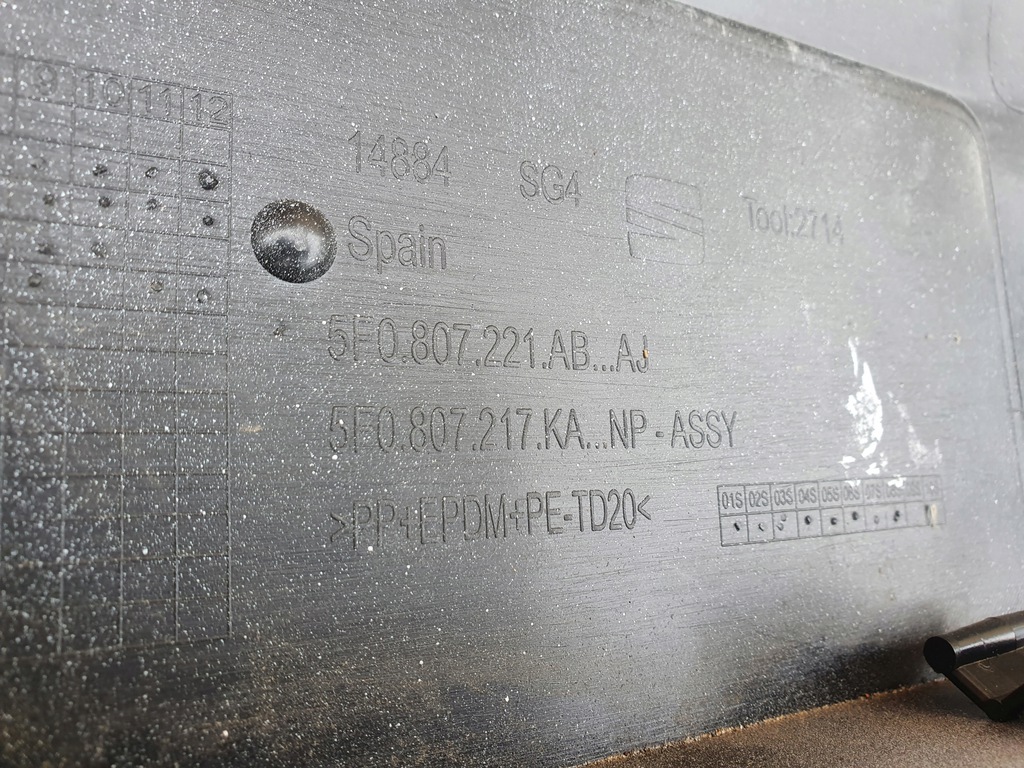 9 10 11 12
14884 SG4
Spain
Tool:2714
5F0.807.221.AB...AJ
5F0.807.217.KA...NP - ASSY
>PP+EPDM+PE-TD20<
01S 02S 03S 04S 05S 06S 07S